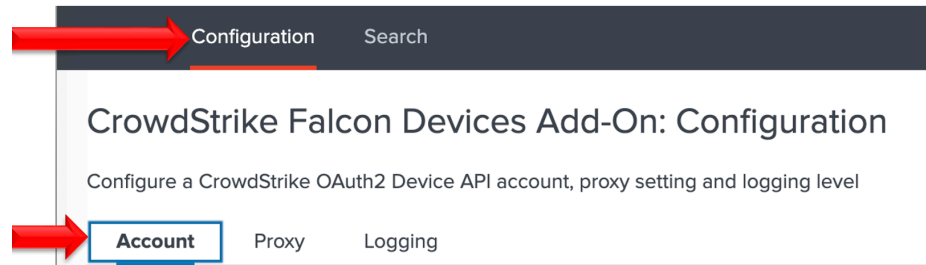 Configuration Search
CrowdStrike Falcon Devices Add-On: Configuration
Configure a CrowdStrike OAuth2 Device API account, proxy setting and logging level
Account Proxy Logging